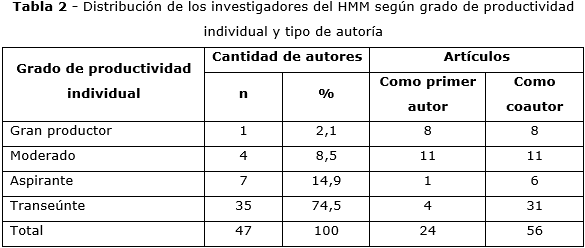 Tabla 2 - Distribución de los investigadores del HMM según grado de productividad
individual y tipo de autoría
Grado de productividad individual | Cantidad de autores | Artículos
n | % | Como primer autor | Como coautor
Gran productor | 1 | 2,1 | 8 | 8
Moderado | 4 | 8,5 | 11 | 11
Aspirante | 7 | 14,9 | 1 | 6
Transeúnte | 35 | 74,5 | 4 | 31
Total | 47 | 100 | 24 | 56